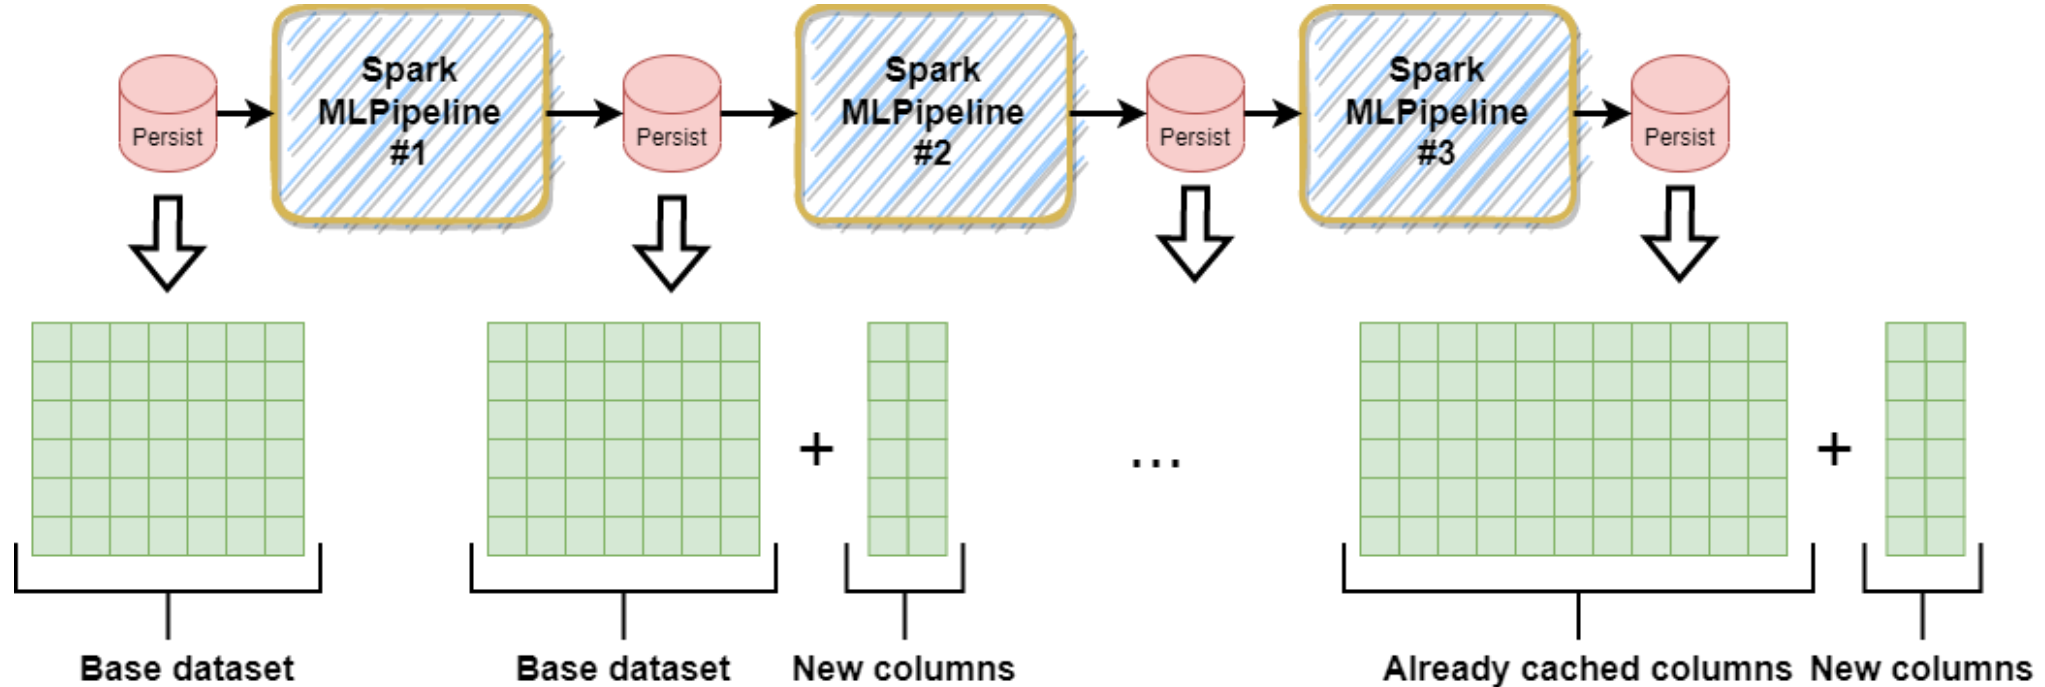 Persist
Spark
MLPipeline
#1
Persist
Spark
MLPipeline
#2
Persist
Spark
MLPipeline
#3
Persist
+
...
+
Base dataset
Base dataset
New columns
Already cached columns
New columns